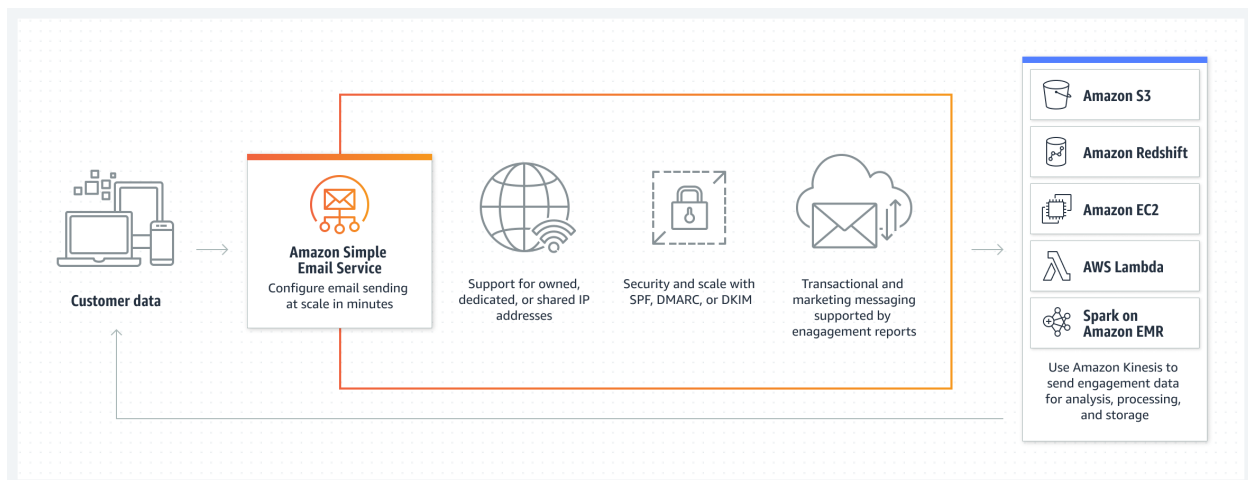 Customer data
Amazon Simple
Email Service
Configure email sending
at scale in minutes
Support for owned,
dedicated, or shared IP
addresses
Security and scale with
SPF, DMARC, or DKIM
Transactional and
marketing messaging
supported by
enagagement reports
Amazon S3
Amazon Redshift
Amazon EC2
AWS Lambda
Spark on
Amazon EMR
Use Amazon Kinesis to
send engagement data
for analysis, processing,
and storage